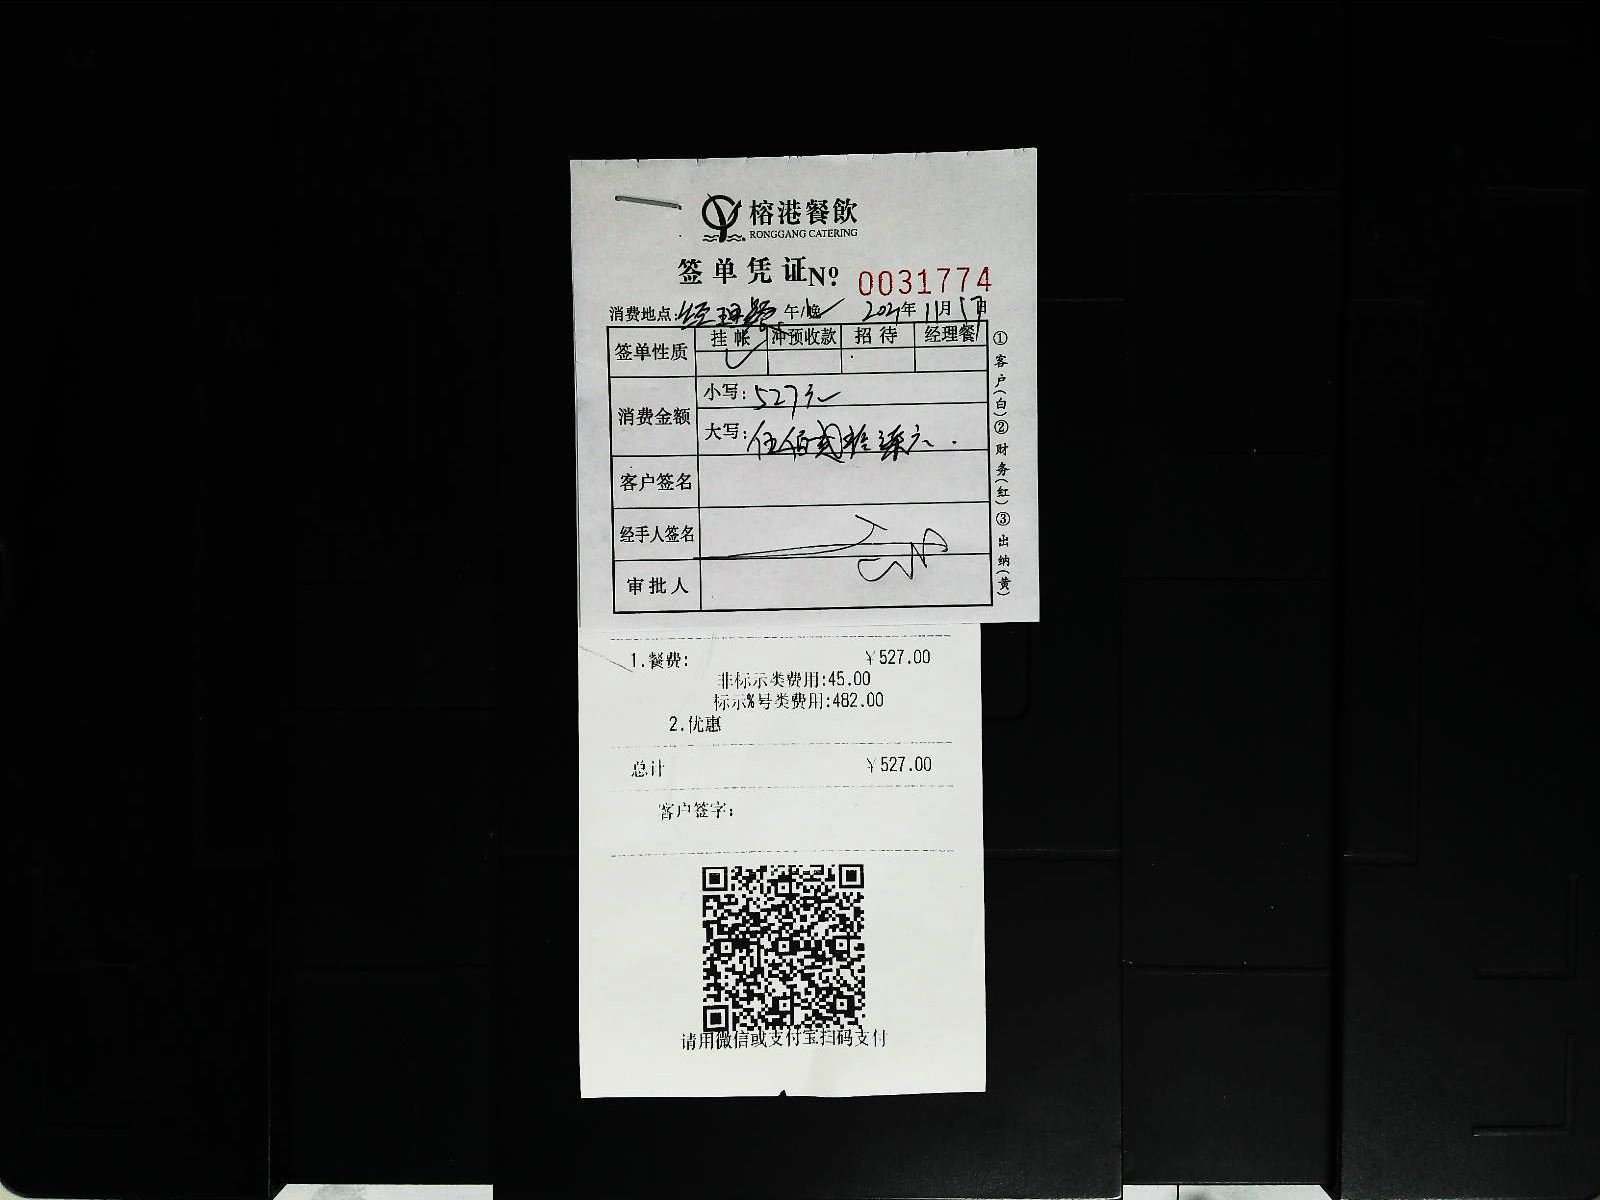 榕港餐飲
RONGGANG CATERING
签单凭证 Nº 0031774
消费地点:经理餐 午/晚 2021年11月17日
签单性质 挂帐 冲预收款 招待 经理餐
消费金额 小写:527元
大写:伍佰贰拾柒元.
客户签名
经手人签名
审批人
①客户(白)②财务(红)③出纳(黄)
1.餐费: ¥527.00
非标示类费用:45.00
标示%号类费用:482.00
2.优惠
总计 ¥527.00
客户签字:
请用微信或支付宝扫码支付